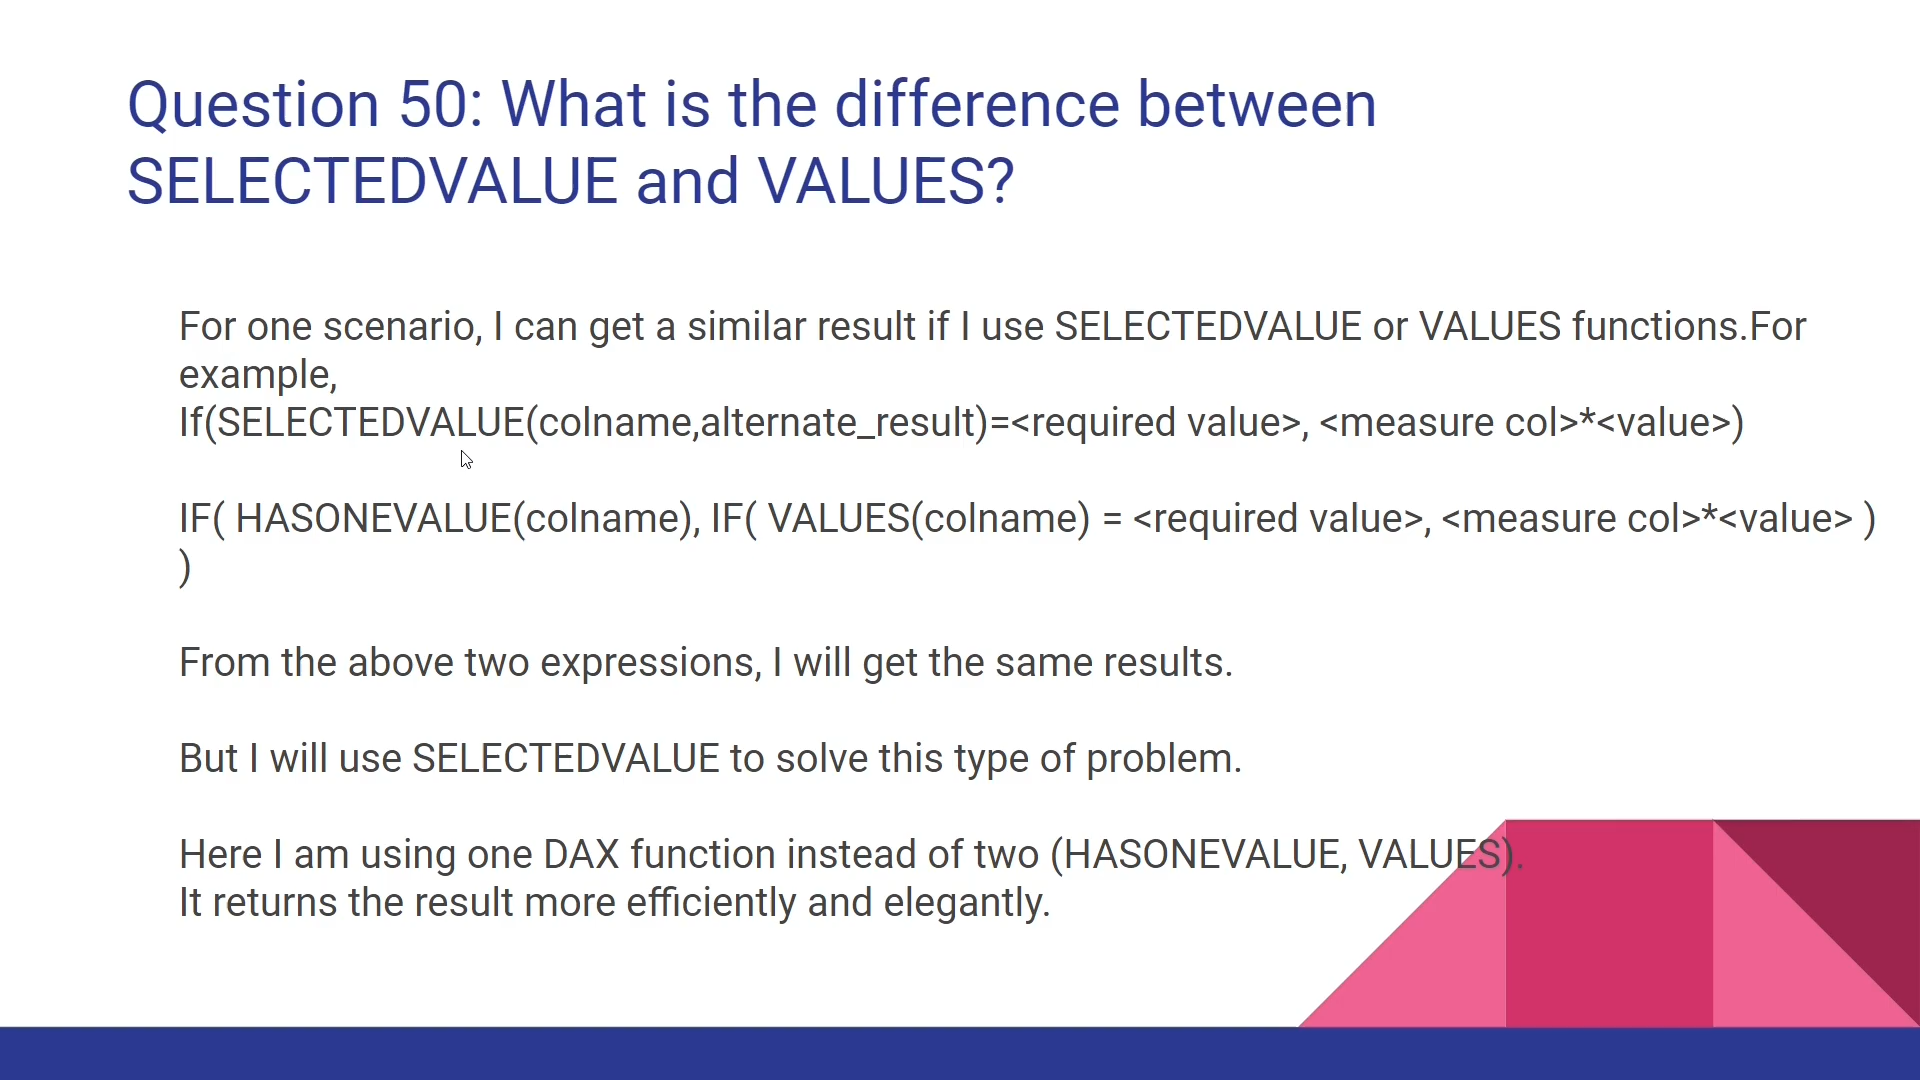 Question 50: What is the difference between
SELECTEDVALUE and VALUES?
For one scenario, I can get a similar result if I use SELECTEDVALUE or VALUES functions.For
example,
If(SELECTEDVALUE(colname,alternate_result)=<required value>, <measure col>*<value>)
IF( HASONEVALUE(colname), IF( VALUES(colname) = <required value>, <measure col>*<value> )
)
From the above two expressions, I will get the same results.
But I will use SELECTEDVALUE to solve this type of problem.
Here I am using one DAX function instead of two (HASONEVALUE, VALUES).
It returns the result more efficiently and elegantly.